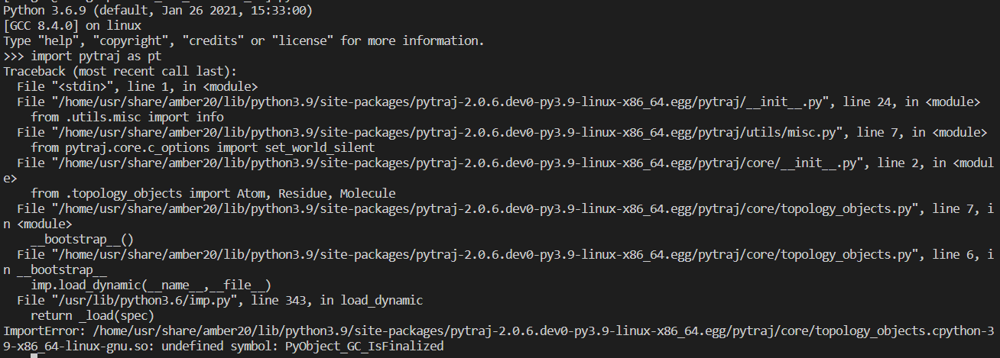 Python 3.6.9 (default, Jan 26 2021, 15:33:00)
[GCC 8.4.0] on linux
Type "help", "copyright", "credits" or "license" for more information.
>>> import pytraj as pt
Traceback (most recent call last):
  File "<stdin>", line 1, in <module>
  File "/home/usr/share/amber20/lib/python3.9/site-packages/pytraj-2.0.6.dev0-py3.9-linux-x86_64.egg/pytraj/__init__.py", line 24, in <module>
    from .utils.misc import info
  File "/home/usr/share/amber20/lib/python3.9/site-packages/pytraj-2.0.6.dev0-py3.9-linux-x86_64.egg/pytraj/utils/misc.py", line 7, in <module>
    from pytraj.core.c_options import set_world_silent
  File "/home/usr/share/amber20/lib/python3.9/site-packages/pytraj-2.0.6.dev0-py3.9-linux-x86_64.egg/pytraj/core/__init__.py", line 2, in <modul
e>
    from .topology_objects import Atom, Residue, Molecule
  File "/home/usr/share/amber20/lib/python3.9/site-packages/pytraj-2.0.6.dev0-py3.9-linux-x86_64.egg/pytraj/core/topology_objects.py", line 7, i
n <module>
    __bootstrap__()
  File "/home/usr/share/amber20/lib/python3.9/site-packages/pytraj-2.0.6.dev0-py3.9-linux-x86_64.egg/pytraj/core/topology_objects.py", line 6, i
n __bootstrap__
    imp.load_dynamic(__name__,__file__)
  File "/usr/lib/python3.6/imp.py", line 343, in load_dynamic
    return _load(spec)
ImportError: /home/usr/share/amber20/lib/python3.9/site-packages/pytraj-2.0.6.dev0-py3.9-linux-x86_64.egg/pytraj/core/topology_objects.cpython-3
9-x86_64-linux-gnu.so: undefined symbol: PyObject_GC_IsFinalized